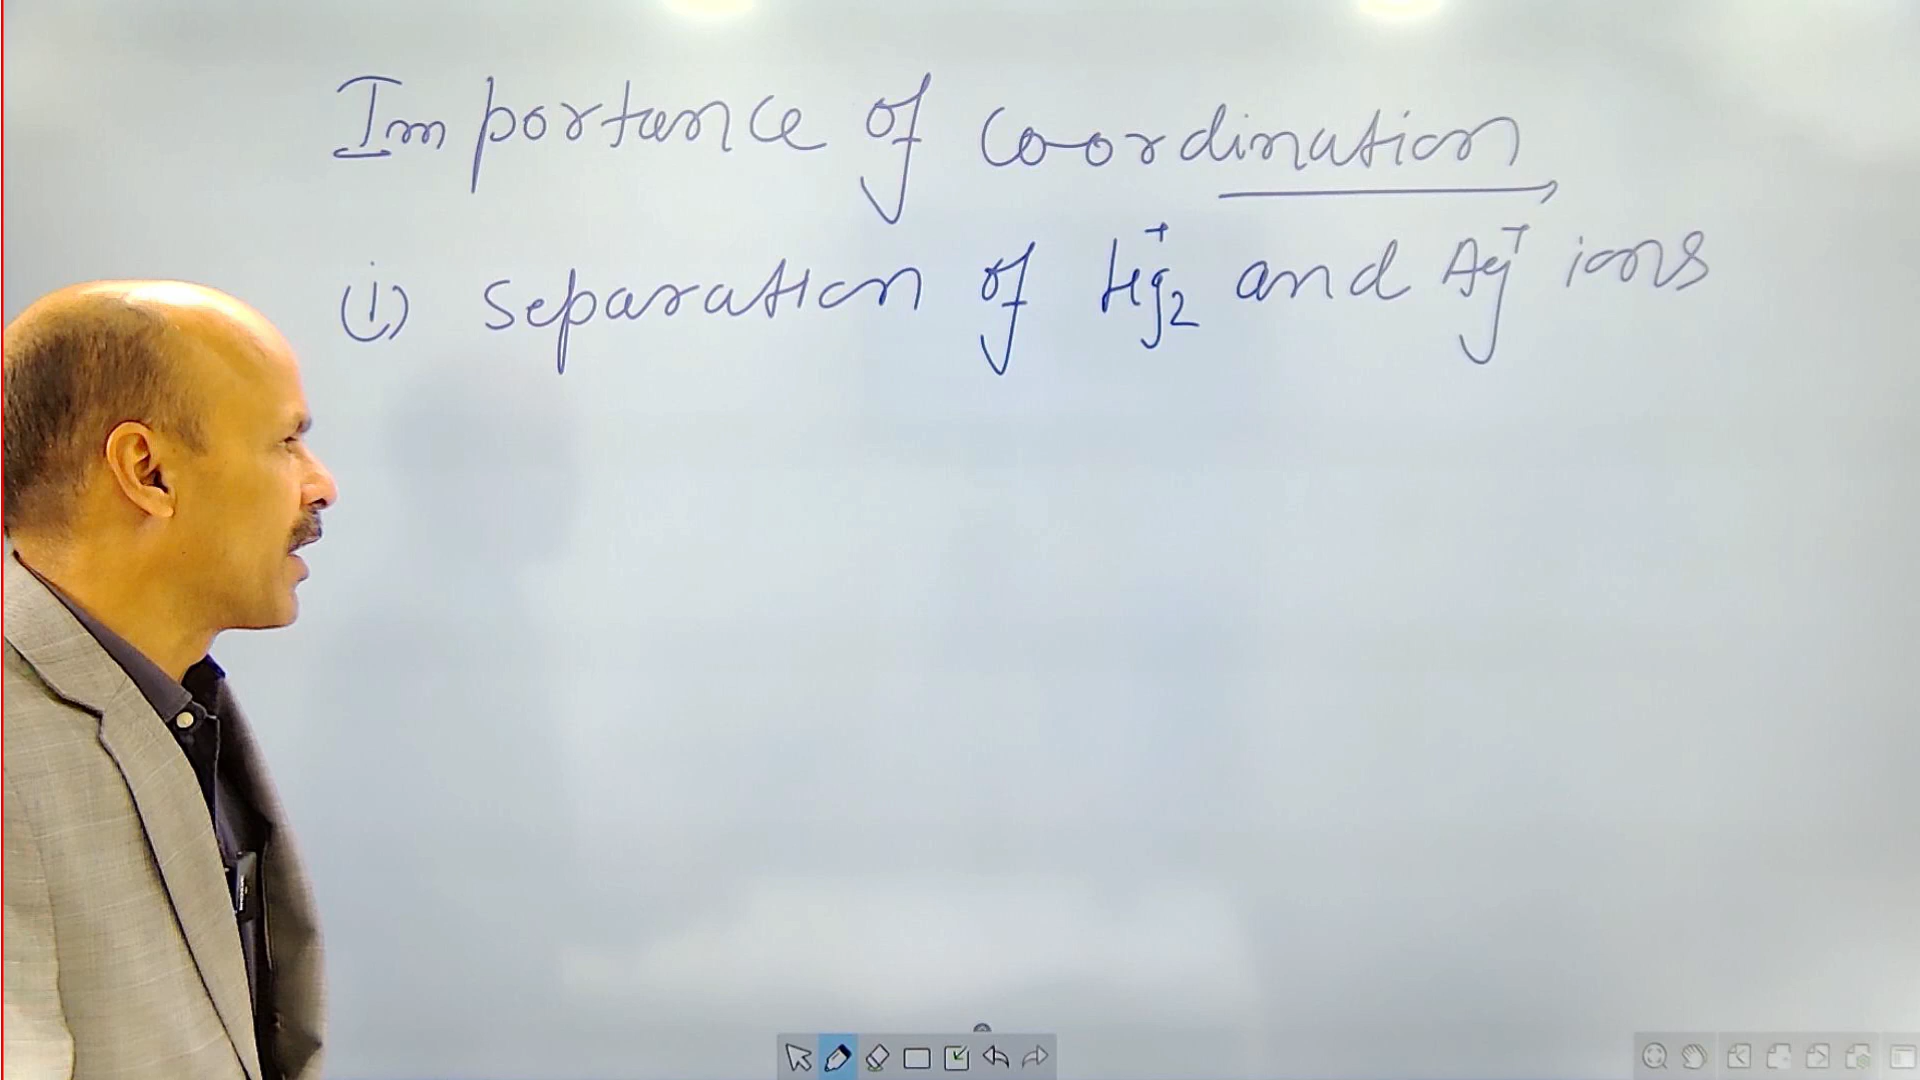 Importance of Coordination
(i) Separation of Hg₂⁺ and Ag⁺ ions